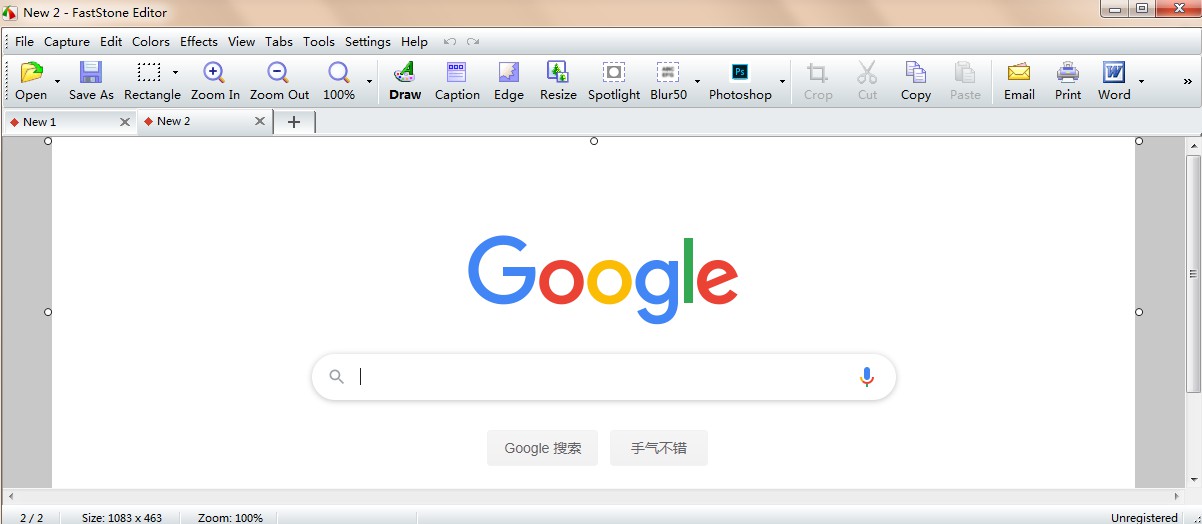 New 2 - FastStone Editor
File Capture Edit Colors Effects View Tabs Tools Settings Help
Open Save As Rectangle Zoom In Zoom Out 100% Draw Caption Edge Resize Spotlight Blur50 Photoshop Crop Cut Copy Paste Email Print Word »
New 1 New 2
Google
Google 搜索 手气不错
2 / 2 Size: 1083 x 463 Zoom: 100% Unregistered